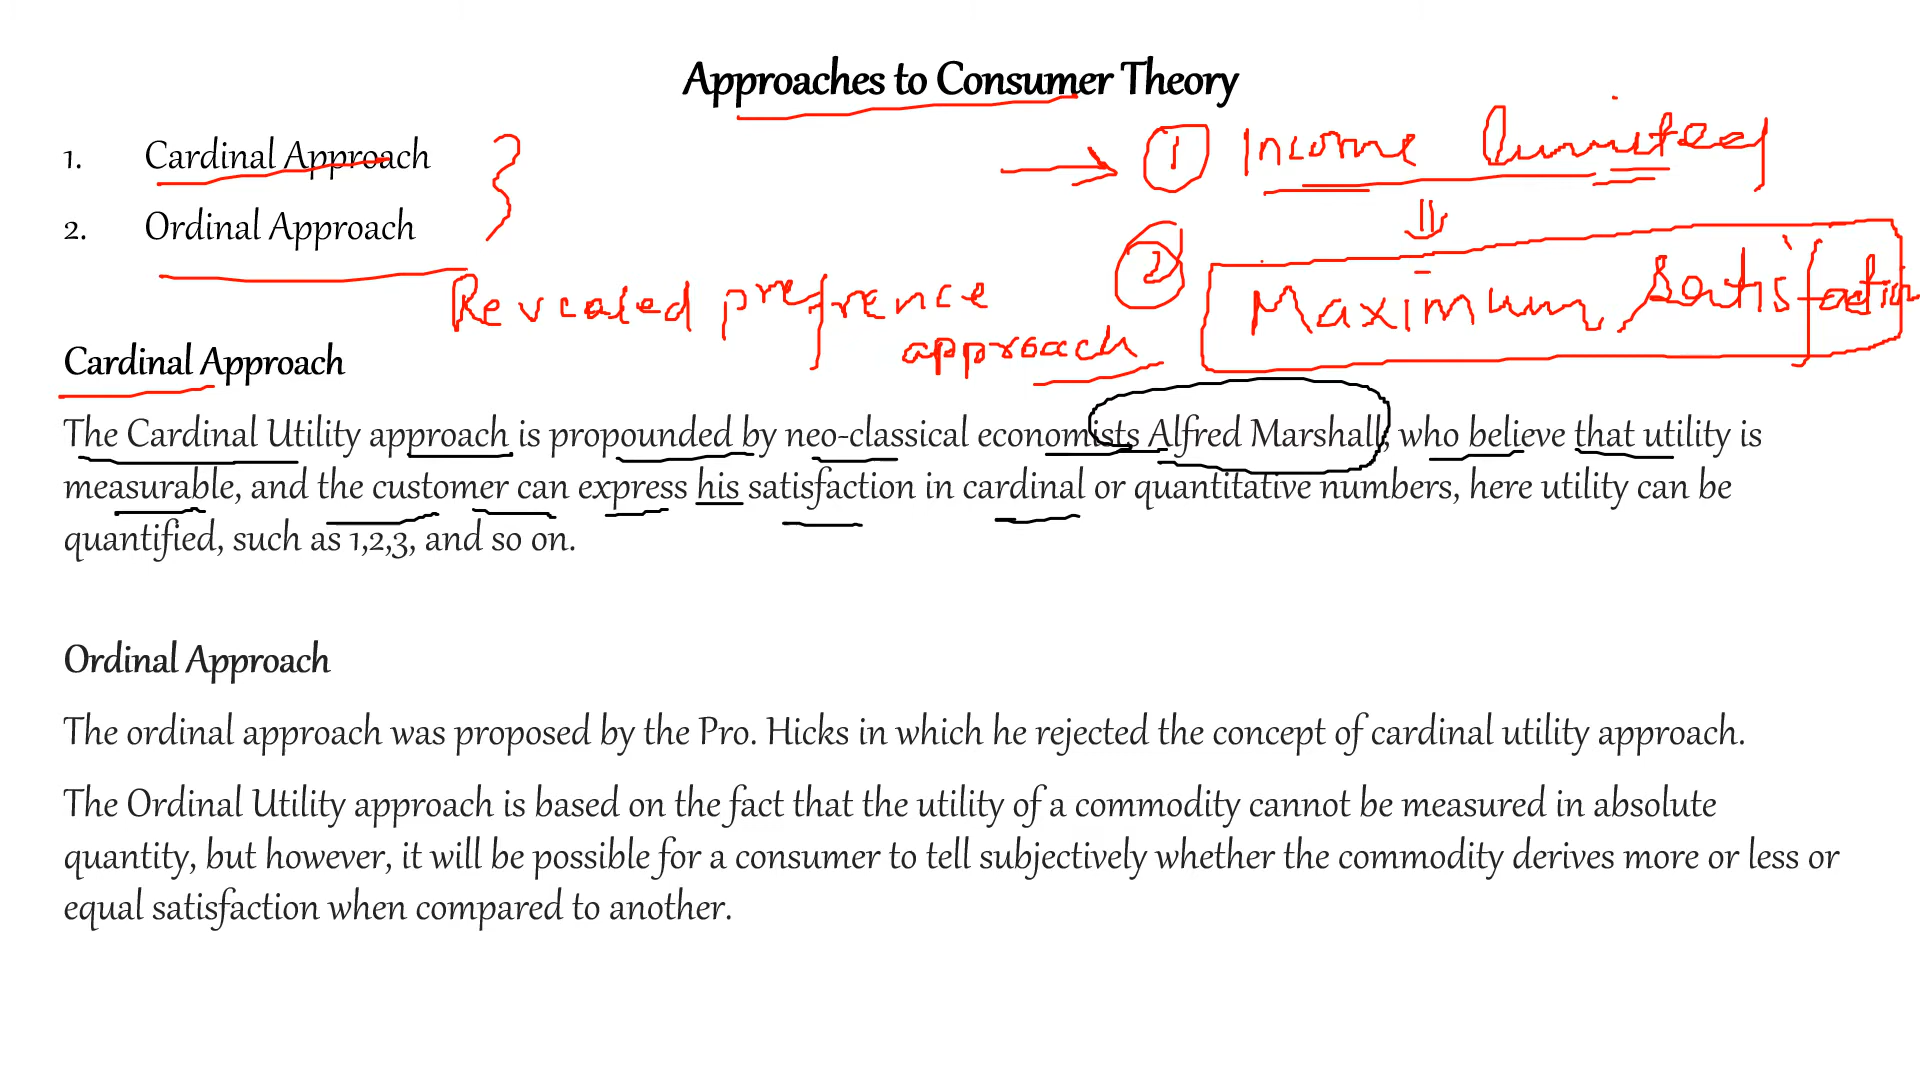 Approaches to Consumer Theory
1. Cardinal Approach
2. Ordinal Approach
① Income limited
② Maximum Satisfaction
Revealed prefrence
approach
Cardinal Approach
The Cardinal Utility approach is propounded by neo-classical economists Alfred Marshall, who believe that utility is
measurable, and the customer can express his satisfaction in cardinal or quantitative numbers, here utility can be
quantified, such as 1,2,3, and so on.
Ordinal Approach
The ordinal approach was proposed by the Pro. Hicks in which he rejected the concept of cardinal utility approach.
The Ordinal Utility approach is based on the fact that the utility of a commodity cannot be measured in absolute
quantity, but however, it will be possible for a consumer to tell subjectively whether the commodity derives more or less or
equal satisfaction when compared to another.